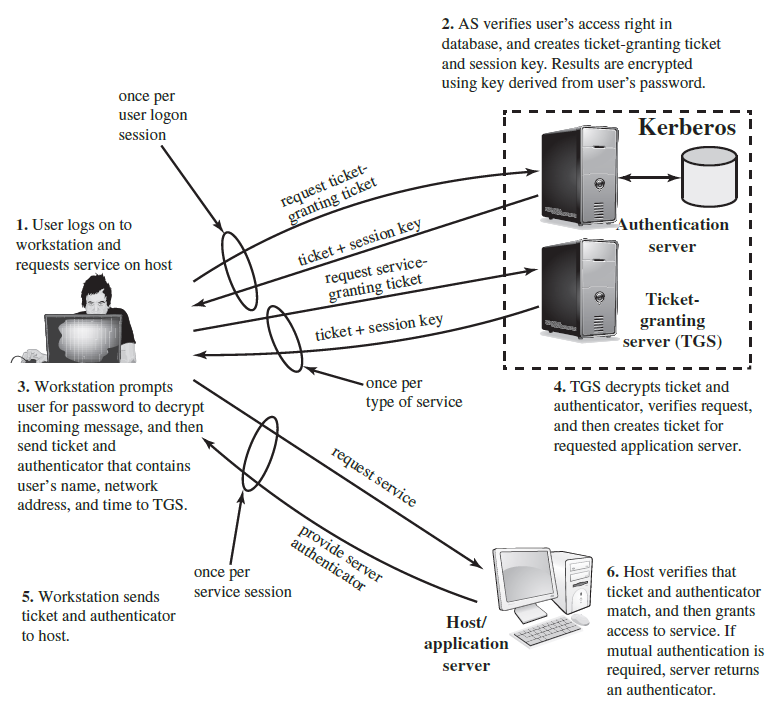 2. AS verifies user’s access right in
database, and creates ticket-granting ticket
and session key. Results are encrypted
using key derived from user’s password.
once per
user logon
session
Kerberos
request ticket-
granting ticket
1. User logs on to
workstation and
requests service on host
Authentication
server
ticket + session key
request service-
granting ticket
Ticket-
granting
server (TGS)
ticket + session key
3. Workstation prompts
user for password to decrypt
incoming message, and then
send ticket and
authenticator that contains
user’s name, network
address, and time to TGS.
once per
type of service
4. TGS decrypts ticket and
authenticator, verifies request,
and then creates ticket for
requested application server.
request service
provide server
authenticator
once per
service session
5. Workstation sends
ticket and authenticator
to host.
Host/
application
server
6. Host verifies that
ticket and authenticator
match, and then grants
access to service. If
mutual authentication is
required, server returns
an authenticator.